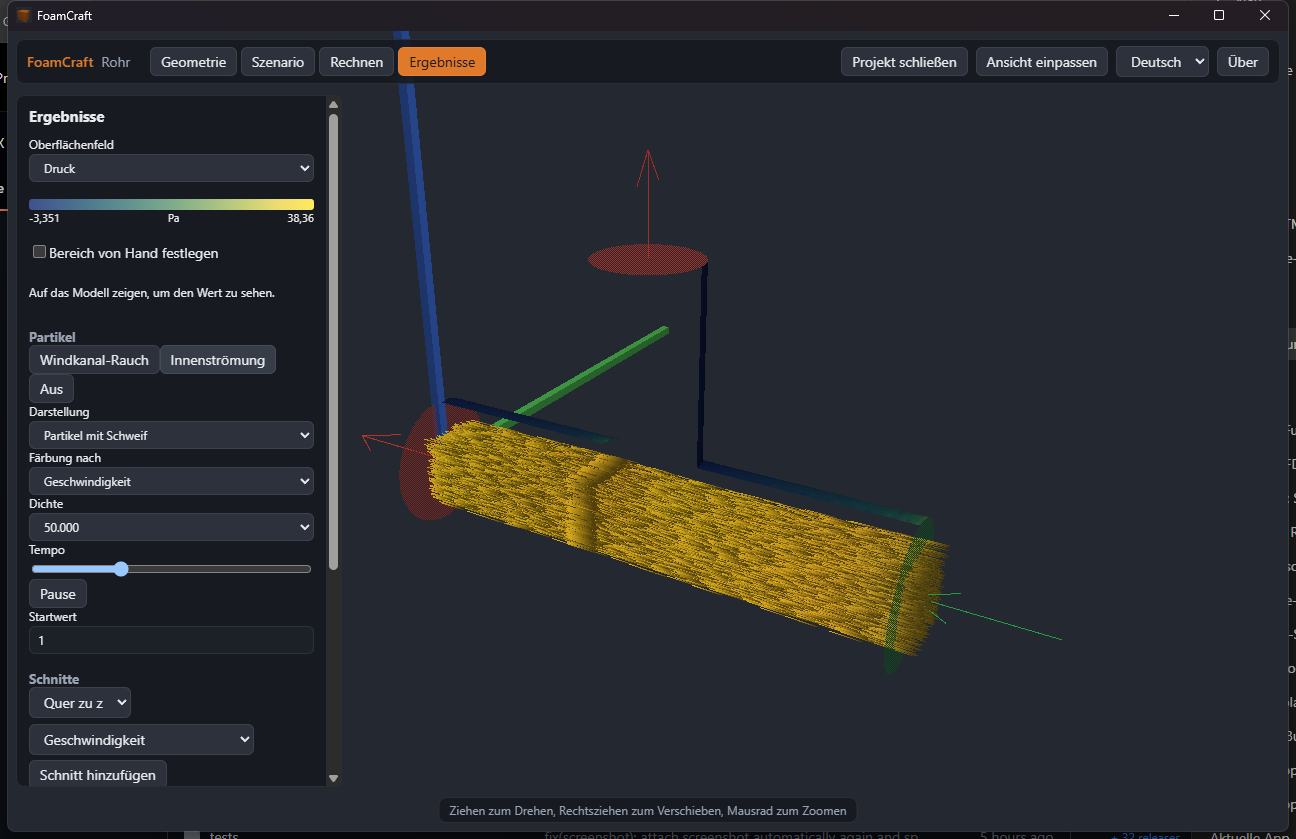 FoamCraft
FoamCraft Rohr Geometrie Szenario Rechnen Ergebnisse Projekt schließen Ansicht einpassen Deutsch Über
Ergebnisse
Oberflächenfeld
Druck
-3,351 Pa 38,36
Bereich von Hand festlegen
Auf das Modell zeigen, um den Wert zu sehen.
Partikel
Windkanal-Rauch Innenströmung
Aus
Darstellung
Partikel mit Schweif
Färbung nach
Geschwindigkeit
Dichte
50.000
Tempo
Pause
Startwert
1
Schnitte
Quer zu z
Geschwindigkeit
Schnitt hinzufügen
Ziehen zum Drehen, Rechtsziehen zum Verschieben, Mausrad zum Zoomen
tests fix(screenshot): attach screenshot automatically again and 5 hours ago + 32 releases Aktuelle App